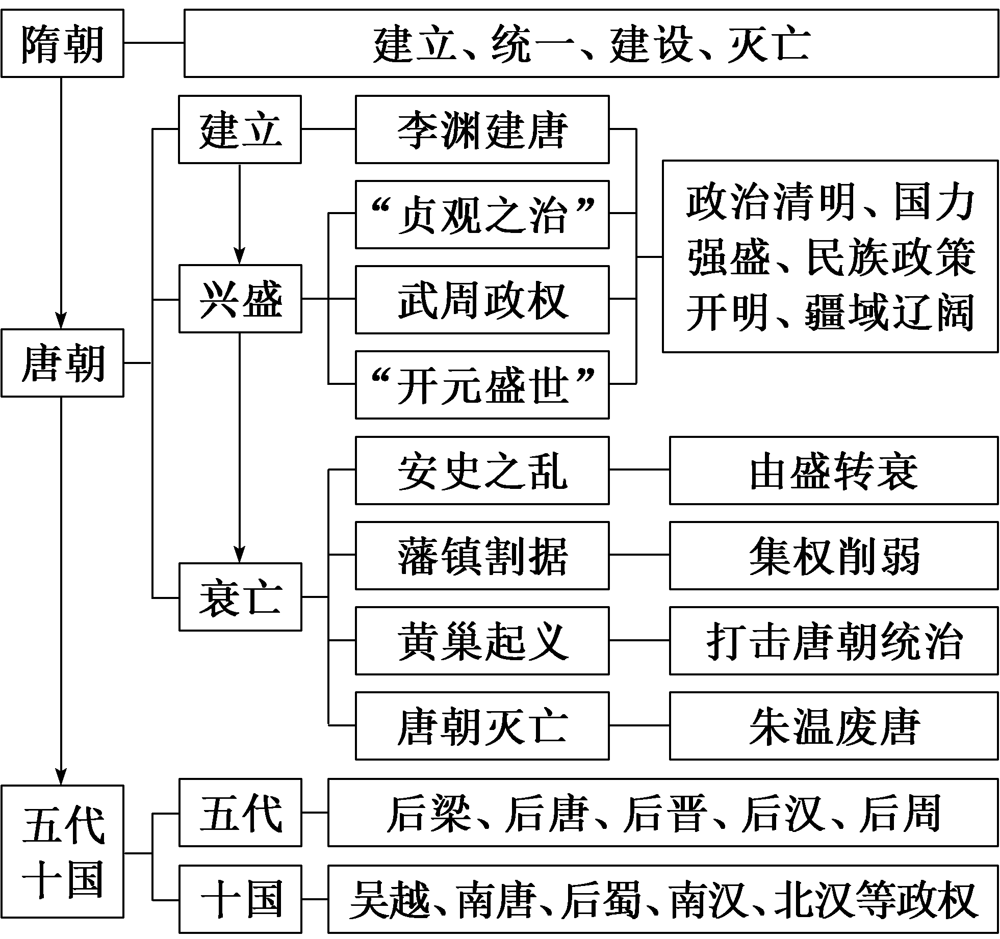 隋朝
建立、统一、建设、灭亡
建立
李渊建唐
“贞观之治”
政治清明、国力
强盛、民族政策
开明、疆域辽阔
兴盛
武周政权
唐朝
“开元盛世”
安史之乱
由盛转衰
藩镇割据
集权削弱
衰亡
黄巢起义
打击唐朝统治
唐朝灭亡
朱温废唐
五代
十国
五代
后梁、后唐、后晋、后汉、后周
十国
吴越、南唐、后蜀、南汉、北汉等政权